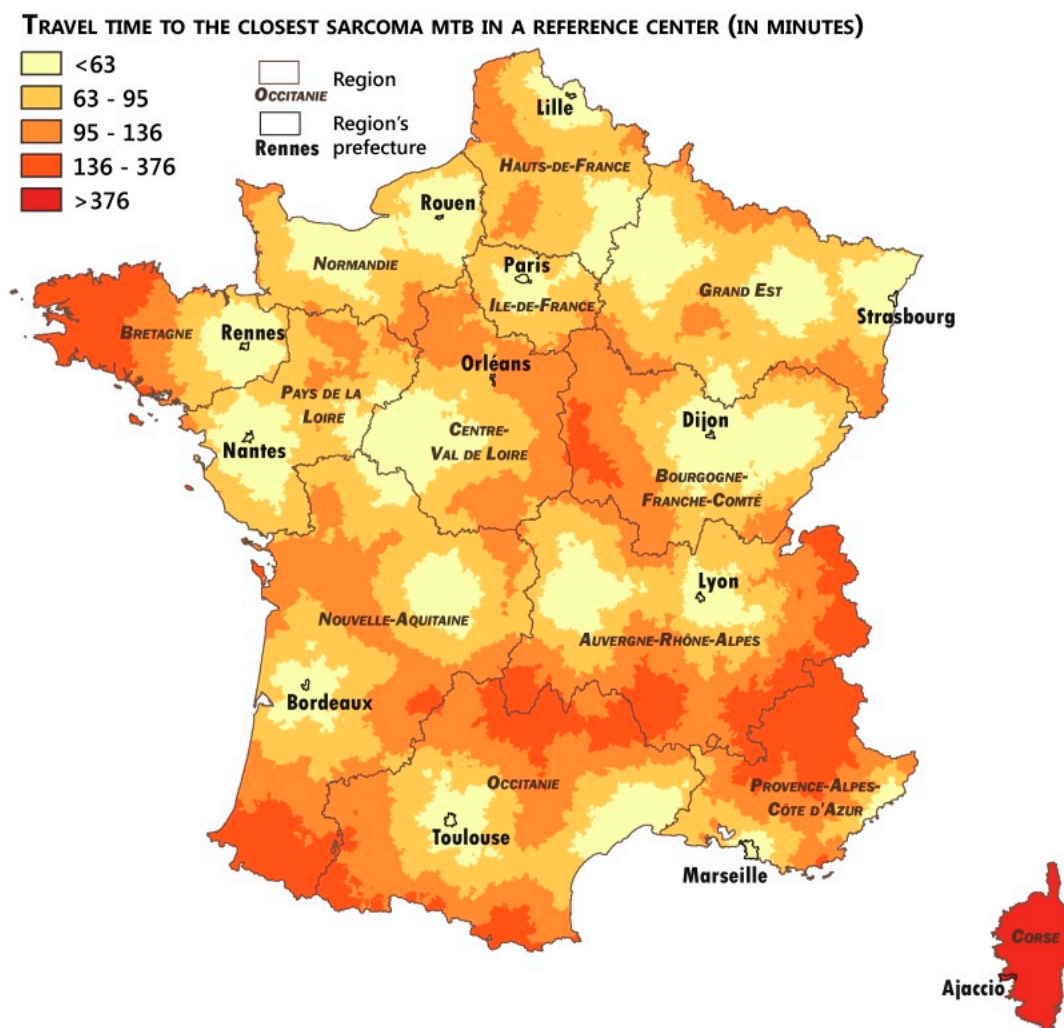 TRAVEL TIME TO THE CLOSEST SARCOMA MTB IN A REFERENCE CENTER (IN MINUTES)
<63
63 - 95
95 - 136
136 - 376
>376
Region
OCCITANIE
Region's
prefecture
Rennes
Lille
HAUTS-DE-FRANCE
Rouen
NORMANDIE
Paris
ILE-DE-FRANCE
GRAND EST
Strasbourg
BRETAGNE
Rennes
Orléans
PAYS DE LA
LOIRE
Nantes
CENTRE-
VAL DE LOIRE
Dijon
BOURGOGNE-
FRANCHE-COMTÉ
Lyon
NOUVELLE-AQUITAINE
AUVERGNE-RHÔNE-ALPES
Bordeaux
OCCITANIE
PROVENCE-ALPES-
CÔTE D'AZUR
Toulouse
Marseille
CORSE
Ajaccio